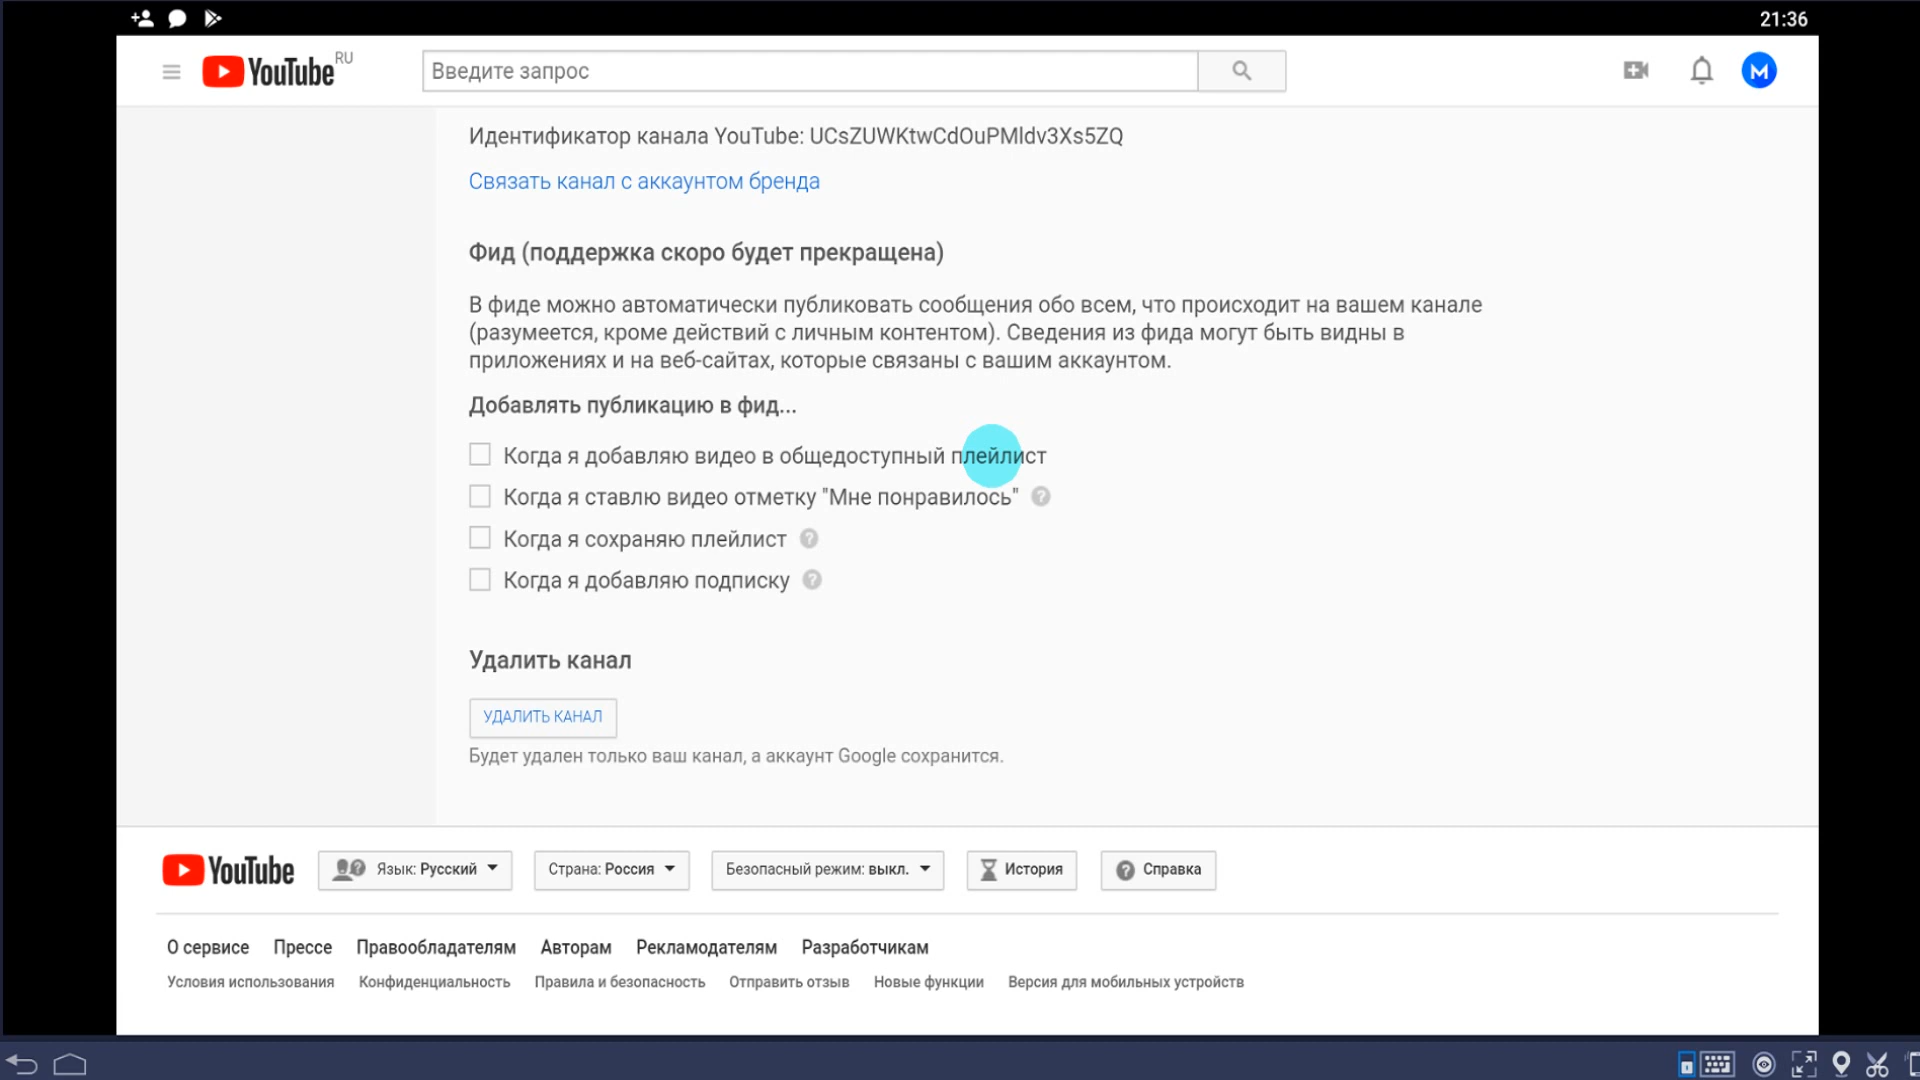 21:36
YouTube RU
Введите запрос
M
Идентификатор канала YouTube: UCsZUWKtwCdOuPMldv3Xs5ZQ
Связать канал с аккаунтом бренда
Фид (поддержка скоро будет прекращена)
В фиде можно автоматически публиковать сообщения обо всем, что происходит на вашем канале
(разумеется, кроме действий с личным контентом). Сведения из фида могут быть видны в
приложениях и на веб-сайтах, которые связаны с вашим аккаунтом.
Добавлять публикацию в фид...
Когда я добавляю видео в общедоступный плейлист
Когда я ставлю видео отметку "Мне понравилось" ?
Когда я сохраняю плейлист ?
Когда я добавляю подписку ?
Удалить канал
УДАЛИТЬ КАНАЛ
Будет удален только ваш канал, а аккаунт Google сохранится.
YouTube Язык: Русский Страна: Россия Безопасный режим: выкл. История ? Справка
О сервисе Прессе Правообладателям Авторам Рекламодателям Разработчикам
Условия использования Конфиденциальность Правила и безопасность Отправить отзыв Новые функции Версия для мобильных устройств